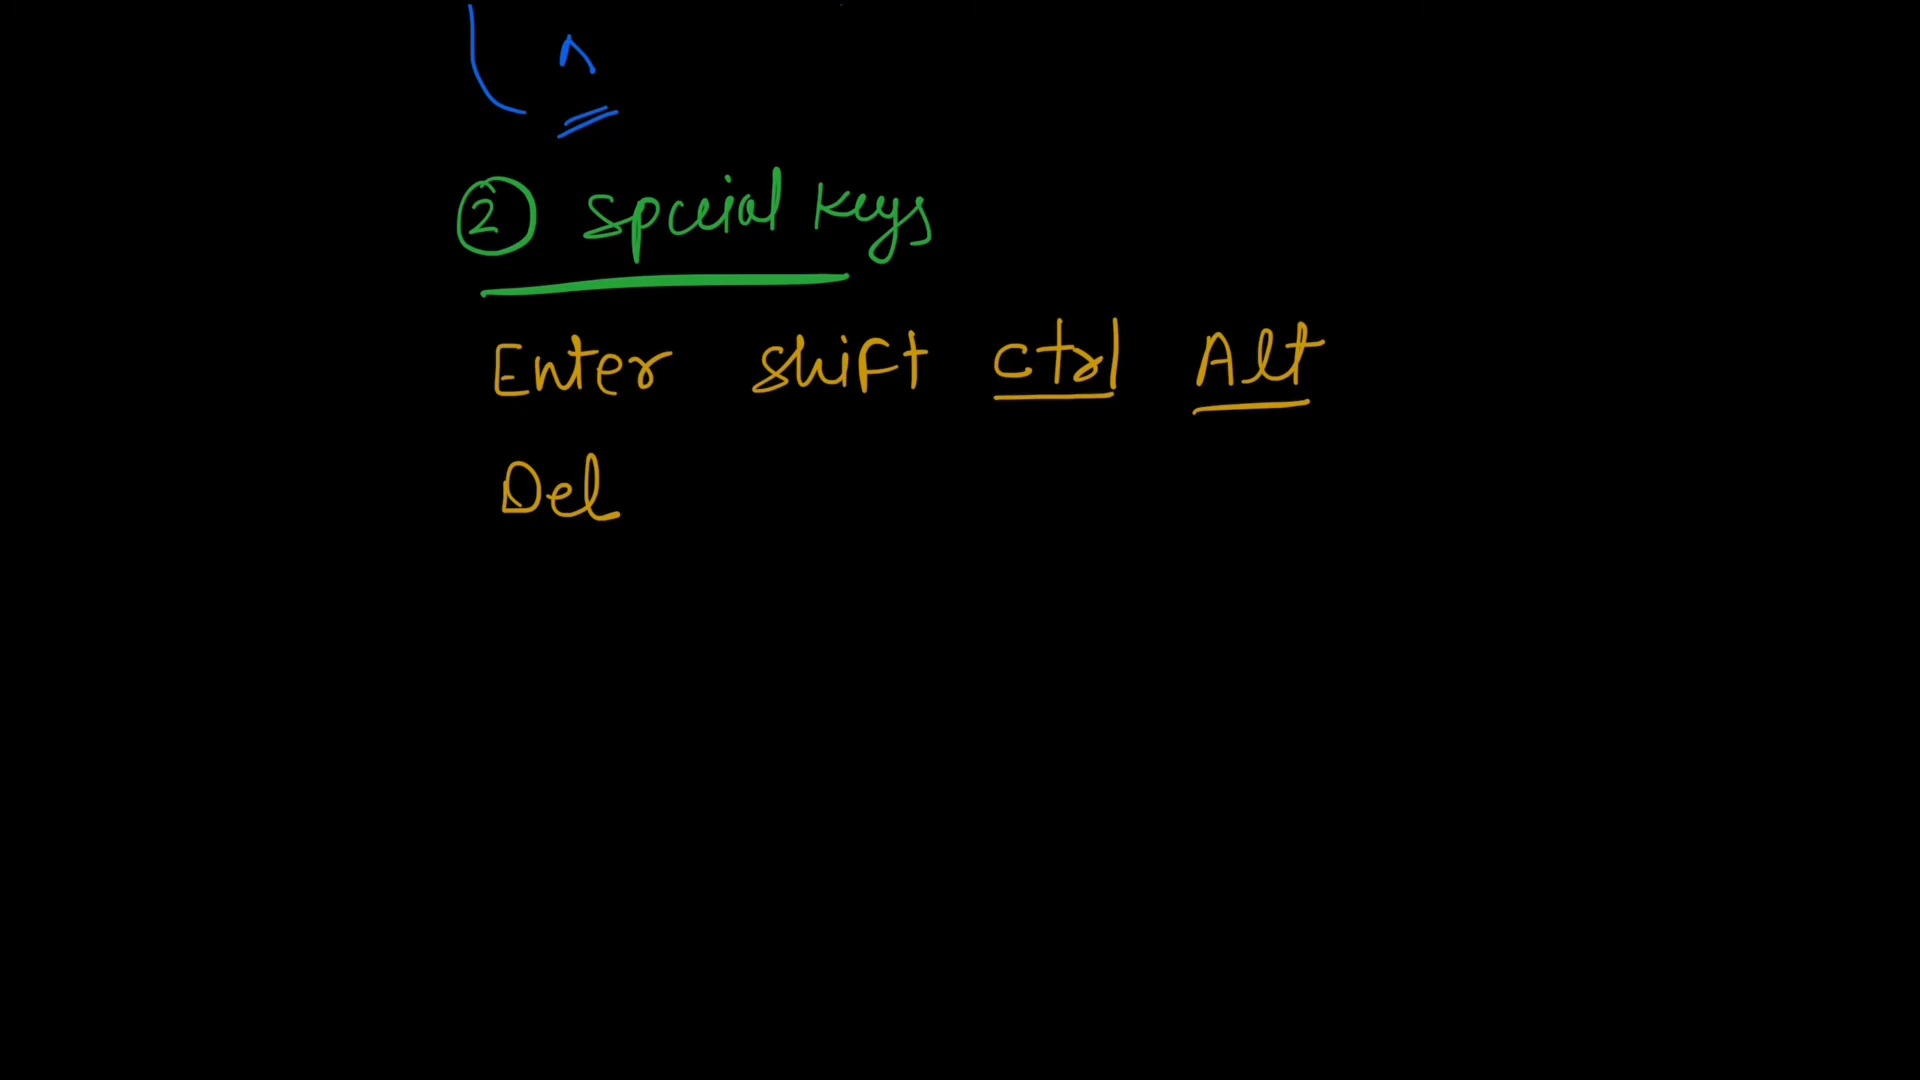 ② Special Keys
Enter Shift Ctrl Alt
Del